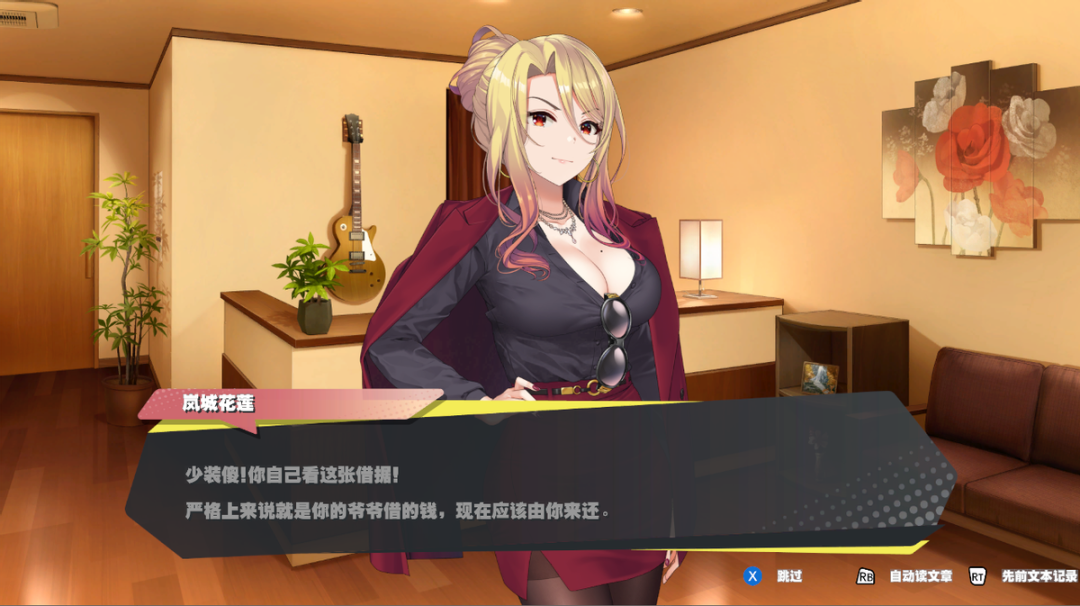 岚城花莲
少装傻!你自己看这张借据!
严格上来说就是你的爷爷借的钱，现在应该由你来还。
X 跳过 RB 自动读文章 RT 先前文本记录